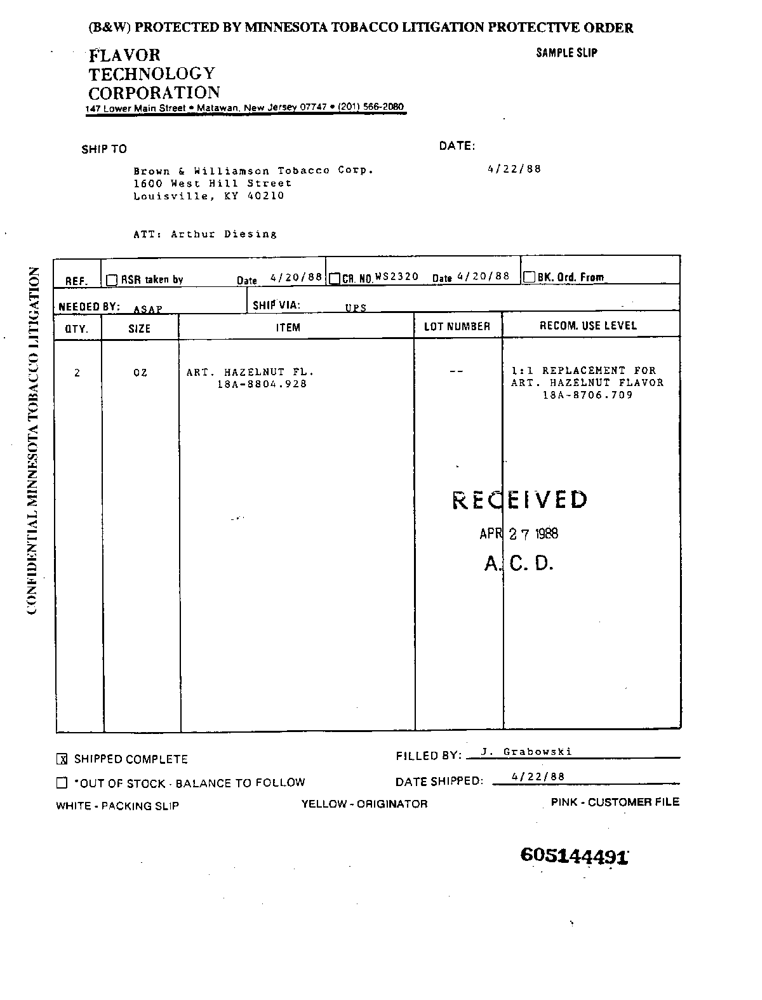 (B&W) PROTECTED BY MINNESOTA TOBACCO LITIGATION PROTECTIVE ORDER
FLAVOR
TECHNOLOGY
CORPORATION
147 Lower Main Street • Matawan, New Jersey 07747 • (201) 566-2080
SAMPLE SLIP
SHIP TO
DATE:
Brown & Williamson Tobacco Corp.
4/22/88
1600 West Hill Street
Louisville, KY 40210
ATT: Arthur Diesing
CONFIDENTIAL MINNESOTA TOBACCO LITIGATION
REF. RSR taken by Date 4/20/88 CR. NO. WS2320 Date 4/20/88 BK. Ord. From
NEEDED BY: ASAP SHIP VIA: UPS
QTY. SIZE ITEM LOT NUMBER RECOM. USE LEVEL
2 OZ ART. HAZELNUT FL. -- 1:1 REPLACEMENT FOR
18A-8804.928 ART. HAZELNUT FLAVOR
18A-8706.709
RECEIVED
APR 27 1988
A. C. D.
X SHIPPED COMPLETE
FILLED BY: J. Grabowski
*OUT OF STOCK - BALANCE TO FOLLOW
DATE SHIPPED: 4/22/88
WHITE - PACKING SLIP YELLOW - ORIGINATOR PINK - CUSTOMER FILE
605144491